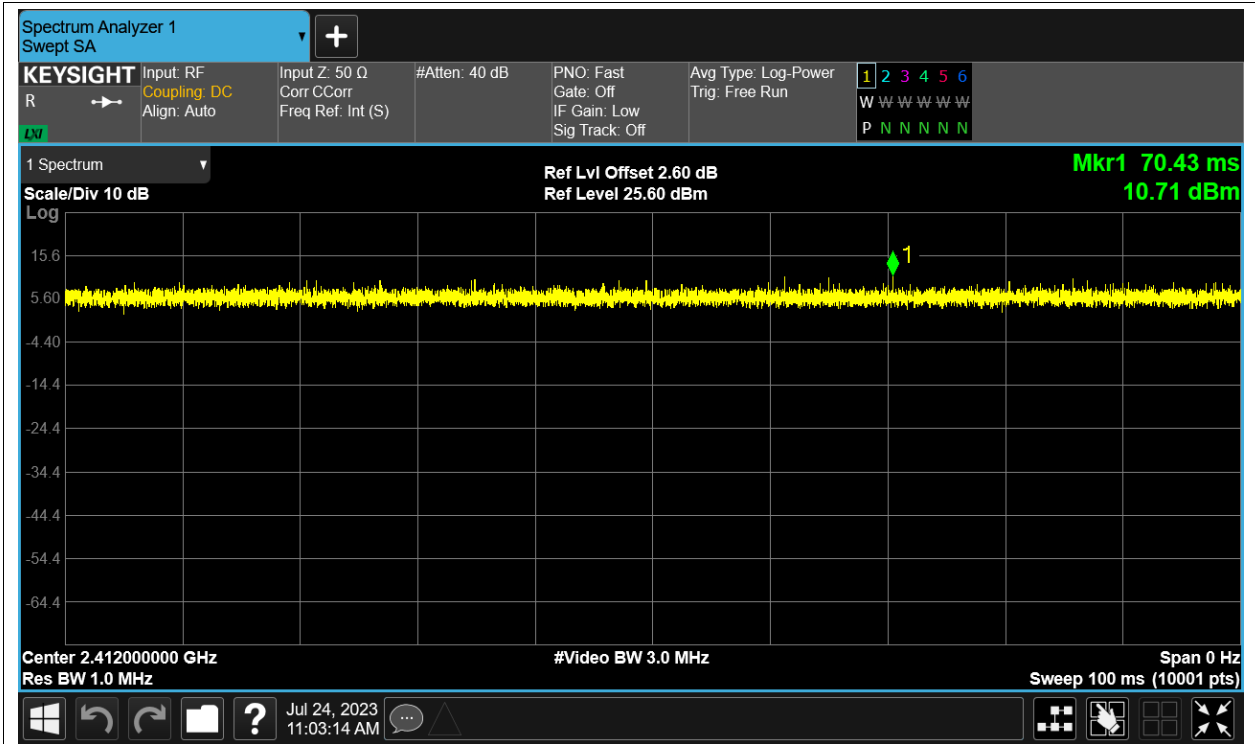 Spectrum Analyzer 1
Swept SA
KEYSIGHT
R
LXI
Input: RF
Coupling: DC
Align: Auto
Input Z: 50 Ω
Corr CCorr
Freq Ref: Int (S)
#Atten: 40 dB
PNO: Fast
Gate: Off
IF Gain: Low
Sig Track: Off
Avg Type: Log-Power
Trig: Free Run
1 2 3 4 5 6
W W W W W W
P N N N N N
1 Spectrum
Scale/Div 10 dB
Log
Ref Lvl Offset 2.60 dB
Ref Level 25.60 dBm
Mkr1 70.43 ms
10.71 dBm
1
15.6
5.60
-4.40
-14.4
-24.4
-34.4
-44.4
-54.4
-64.4
Center 2.412000000 GHz
Res BW 1.0 MHz
#Video BW 3.0 MHz
Span 0 Hz
Sweep 100 ms (10001 pts)
?
Jul 24, 2023
11:03:14 AM